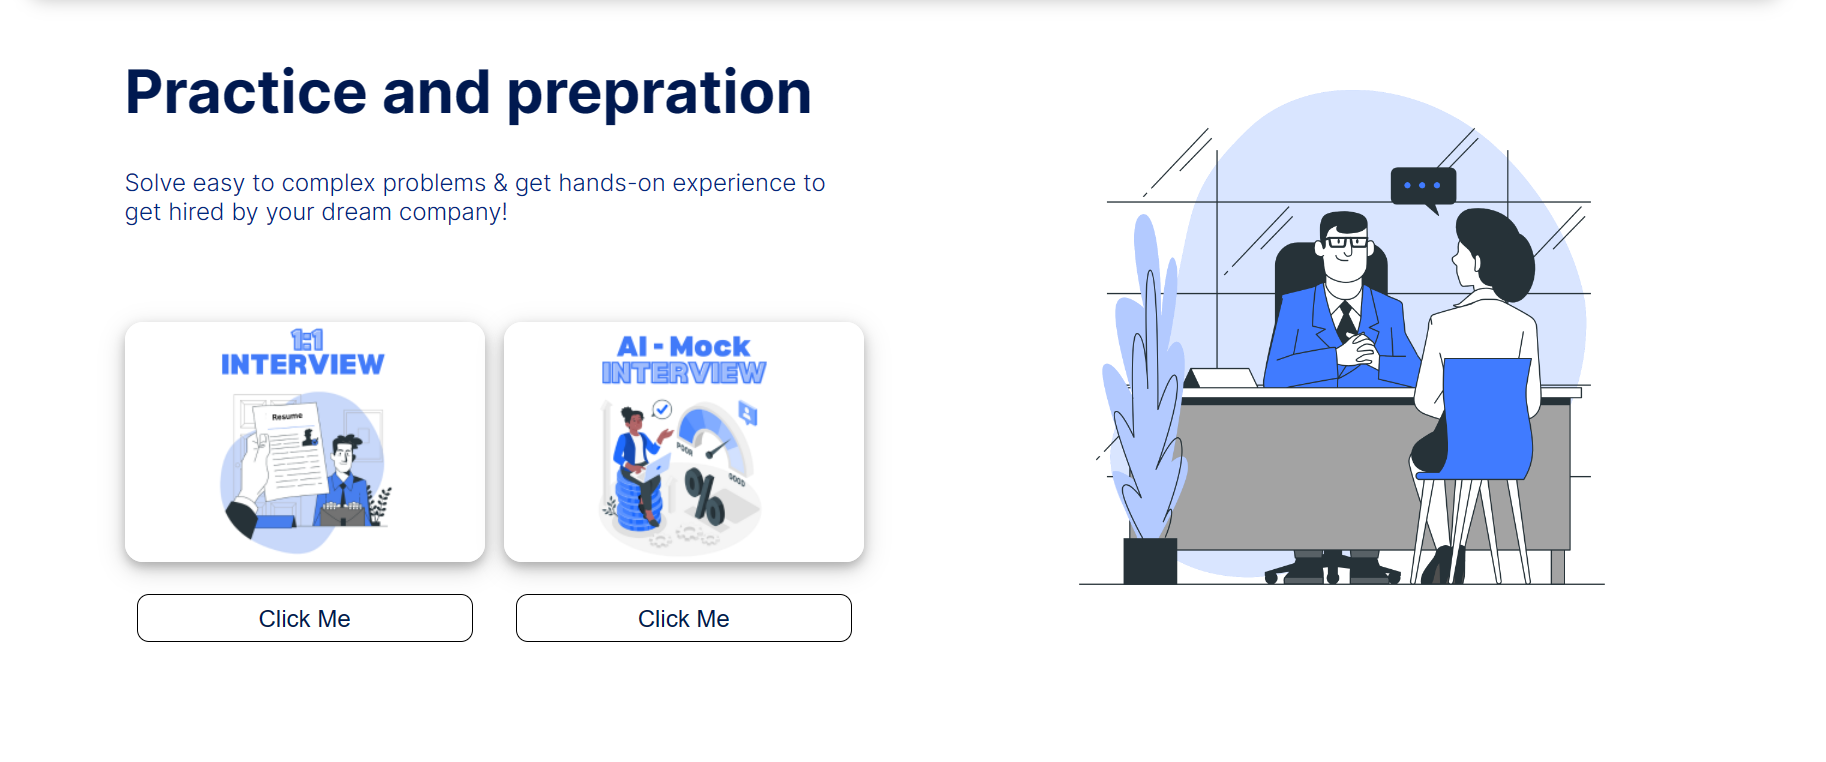 Practice and prepration
Solve easy to complex problems & get hands-on experience to
get hired by your dream company!
1:1
INTERVIEW
Resume
AI - Mock
INTERVIEW
POOR
GOOD
%
Click Me
Click Me